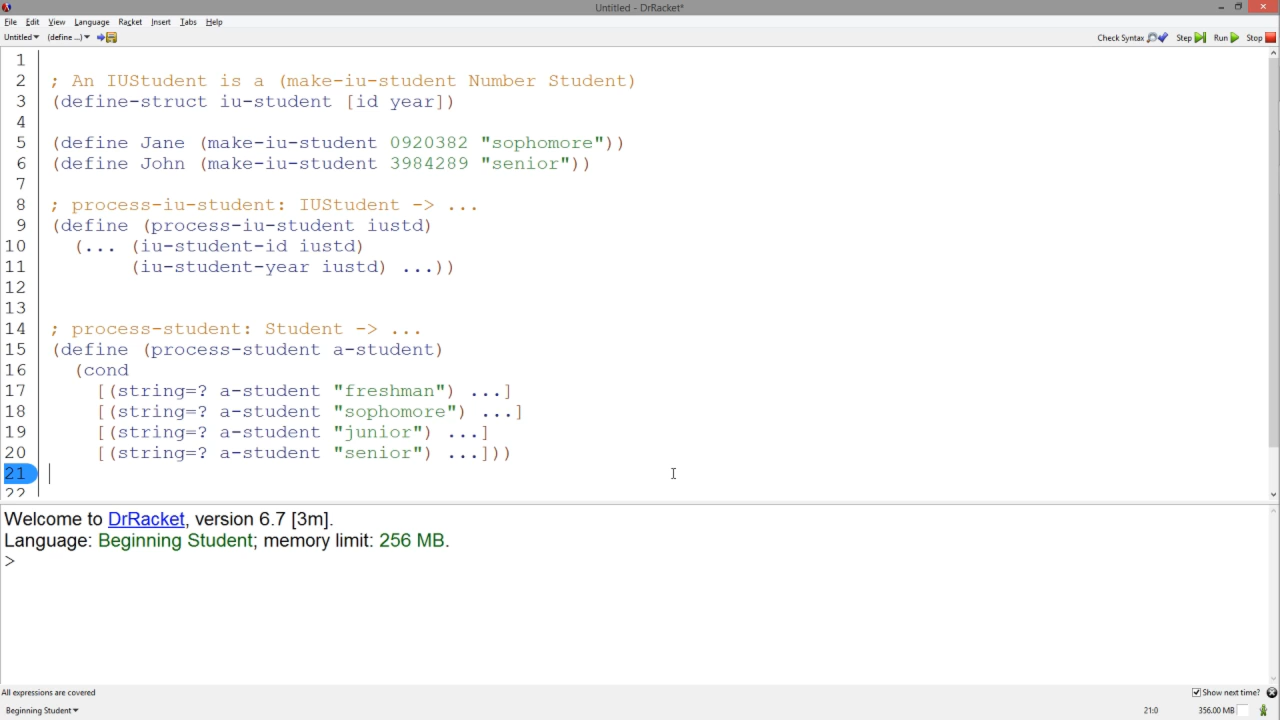 Untitled - DrRacket*
File Edit View Language Racket Insert Tabs Help
Untitled (define ...) Check Syntax Step Run Stop
1
2 ; An IUStudent is a (make-iu-student Number Student)
3 (define-struct iu-student [id year])
4
5 (define Jane (make-iu-student 0920382 "sophomore"))
6 (define John (make-iu-student 3984289 "senior"))
7
8 ; process-iu-student: IUStudent -> ...
9 (define (process-iu-student iustd)
10 (... (iu-student-id iustd)
11 (iu-student-year iustd) ...))
12
13
14 ; process-student: Student -> ...
15 (define (process-student a-student)
16 (cond
17 [(string=? a-student "freshman") ...]
18 [(string=? a-student "sophomore") ...]
19 [(string=? a-student "junior") ...]
20 [(string=? a-student "senior") ...]))
21
22
Welcome to DrRacket, version 6.7 [3m].
Language: Beginning Student; memory limit: 256 MB.
>
All expressions are covered Show next time?
Beginning Student 21:0 356.00 MB